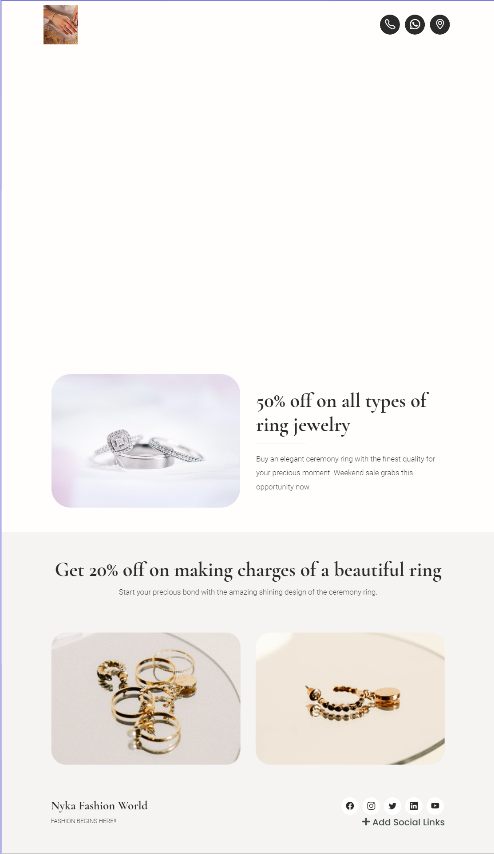 50% off on all types of
ring jewelry
Buy an elegant ceremony ring with the finest quality for
your precious moment. Weekend sale grabs this
opportunity now.
Get 20% off on making charges of a beautiful ring
Start your precious bond with the amazing shining design of the ceremony ring.
Nyka Fashion World
FASHION BEGINS HERE!!
+ Add Social Links